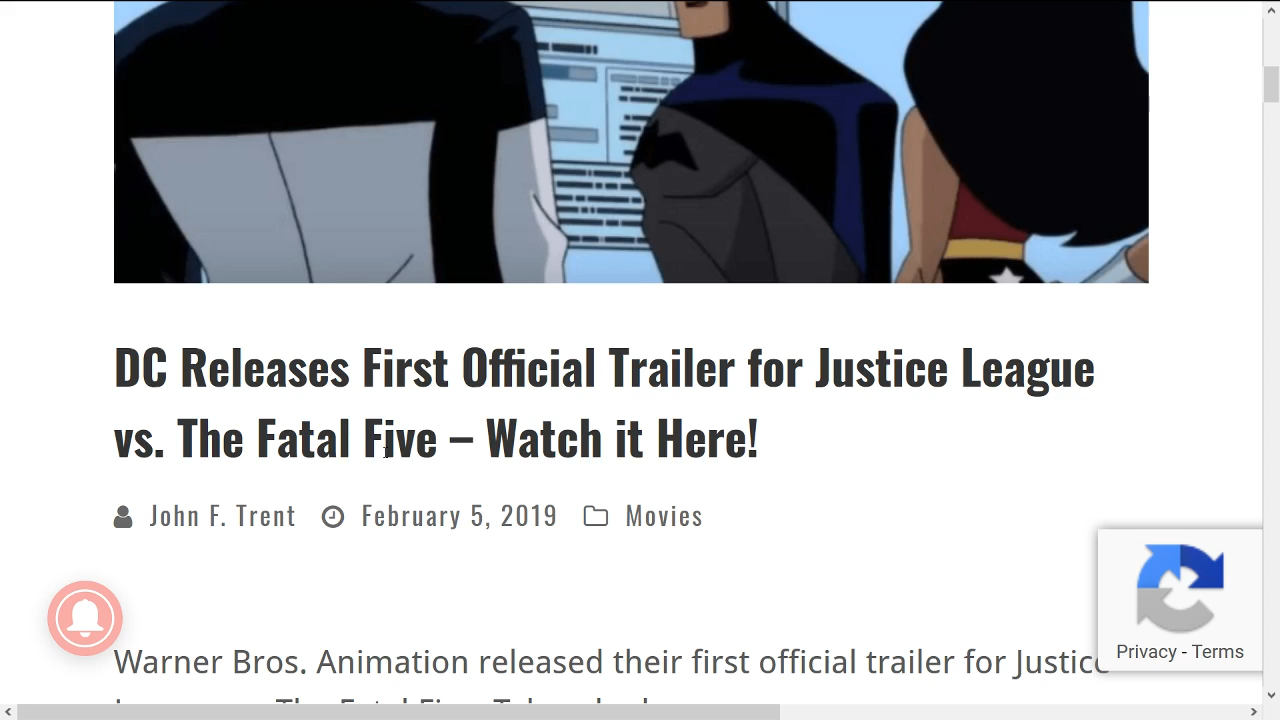 DC Releases First Official Trailer for Justice League
vs. The Fatal Five – Watch it Here!
John F. Trent February 5, 2019 Movies
Warner Bros. Animation released their first official trailer for Justice
Privacy - Terms